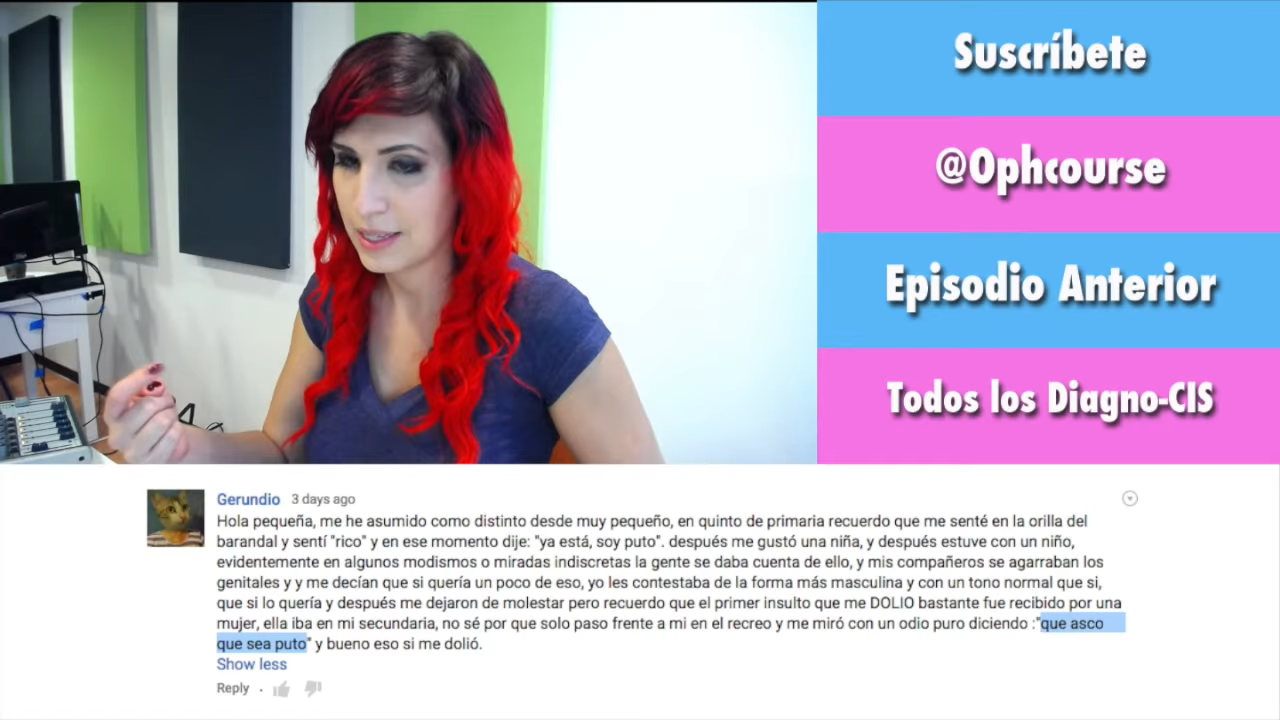 Suscríbete
@Ophcourse
Episodio Anterior
Todos los Diagno-CIS
Gerundio 3 days ago
Hola pequeña, me he asumido como distinto desde muy pequeño, en quinto de primaria recuerdo que me senté en la orilla del
barandal y sentí "rico" y en ese momento dije: "ya está, soy puto". después me gustó una niña, y después estuve con un niño,
evidentemente en algunos modismos o miradas indiscretas la gente se daba cuenta de ello, y mis compañeros se agarraban los
genitales y y me decían que si quería un poco de eso, yo les contestaba de la forma más masculina y con un tono normal que si,
que si lo quería y después me dejaron de molestar pero recuerdo que el primer insulto que me DOLIO bastante fue recibido por una
mujer, ella iba en mi secundaria, no sé por que solo paso frente a mi en el recreo y me miró con un odio puro diciendo :"que asco
que sea puto" y bueno eso si me dolió.
Show less
Reply .